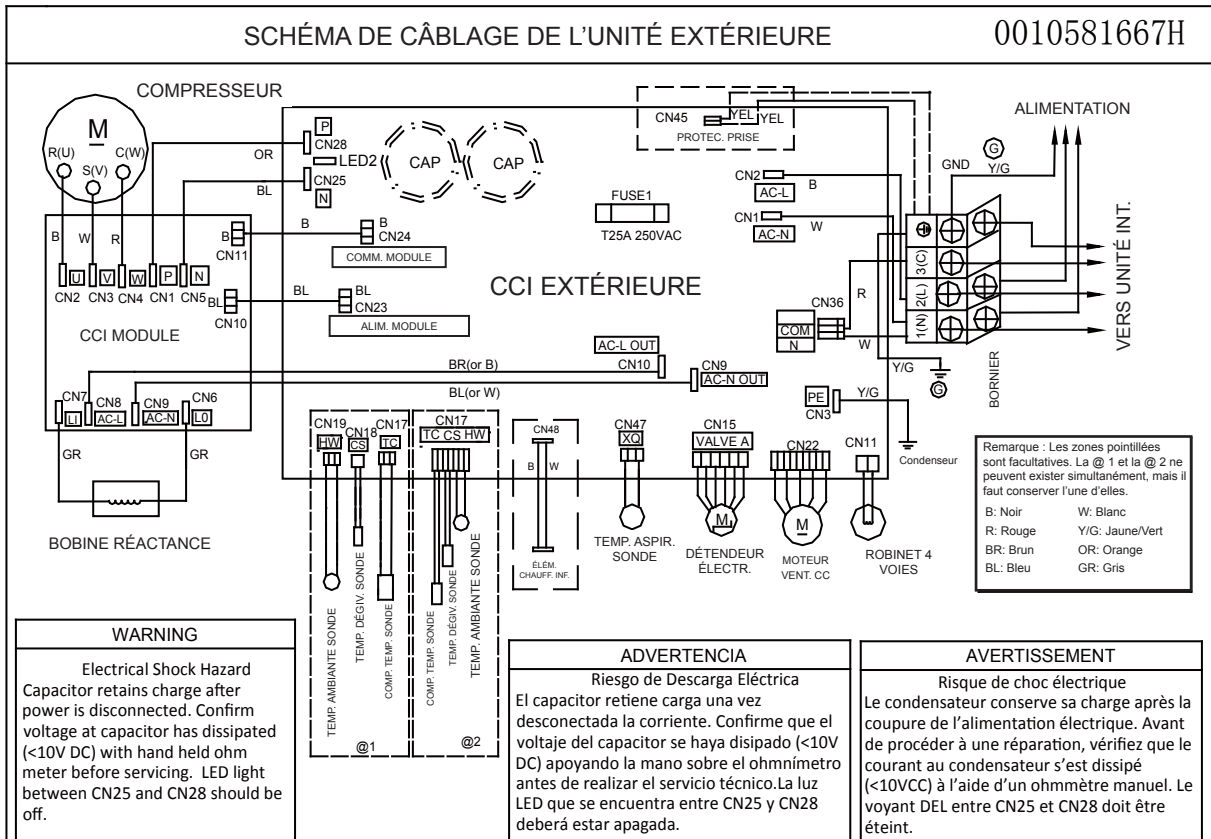 SCHÉMA DE CÂBLAGE DE L'UNITÉ EXTÉRIEURE
0010581667H
COMPRESSEUR
M
R(U)
S(V)
C(W)
P
CN28
OR
LED2
CN25
BL
N
CAP
CAP
CN45
YEL
YEL
PROTEC. PRISE
ALIMENTATION
G
GND
Y/G
CN2
AC-L
B
CN1
AC-N
W
FUSE1
T25A 250VAC
B
W
R
B
CN11
B
B
CN24
COMM. MODULE
U
V
W
P
N
CN2
CN3
CN4
CN1
CN5
BL
CN10
BL
BL
CN23
ALIM. MODULE
CCI MODULE
CCI EXTÉRIEURE
3(C)
2(L)
1(N)
VERS UNITÉ INT.
CN36
COM
N
R
W
Y/G
G
BORNIER
AC-L OUT
CN10
BR(or B)
CN9
AC-N OUT
BL(or W)
CN7
LI
CN8
AC-L
CN9
AC-N
CN6
L0
GR
GR
BOBINE RÉACTANCE
PE
CN3
Y/G
Condenseur
CN19
HW
CN18
CS
CN17
TC
CN17
TC CS HW
CN48
B
W
CN47
XQ
CN15
VALVE A
CN22
CN11
TEMP. AMBIANTE SONDE
TEMP. DÉGIV. SONDE
COMP. TEMP. SONDE
@1
COMP. TEMP. SONDE
TEMP. DÉGIV. SONDE
TEMP. AMBIANTE SONDE
@2
ÉLÉM.
CHAUFF. INF.
TEMP. ASPIR.
SONDE
M
DÉTENDEUR
ÉLECTR.
M
MOTEUR
VENT. CC
ROBINET 4
VOIES
Remarque : Les zones pointillées
sont facultatives. La @ 1 et la @ 2 ne
peuvent exister simultanément, mais il
faut conserver l'une d'elles.
B: Noir
W: Blanc
R: Rouge
Y/G: Jaune/Vert
BR: Brun
OR: Orange
BL: Bleu
GR: Gris
WARNING
Electrical Shock Hazard
Capacitor retains charge after
power is disconnected. Confirm
voltage at capacitor has dissipated
(<10V DC) with hand held ohm
meter before servicing. LED light
between CN25 and CN28 should be
off.
ADVERTENCIA
Riesgo de Descarga Eléctrica
El capacitor retiene carga una vez
desconectada la corriente. Confirme que el
voltaje del capacitor se haya disipado (<10V
DC) apoyando la mano sobre el ohmnímetro
antes de realizar el servicio técnico.La luz
LED que se encuentra entre CN25 y CN28
deberá estar apagada.
AVERTISSEMENT
Risque de choc électrique
Le condensateur conserve sa charge après la
coupure de l'alimentation électrique. Avant
de procéder à une réparation, vérifiez que le
courant au condensateur s'est dissipé
(<10VCC) à l'aide d'un ohmmètre manuel. Le
voyant DEL entre CN25 et CN28 doit être
éteint.